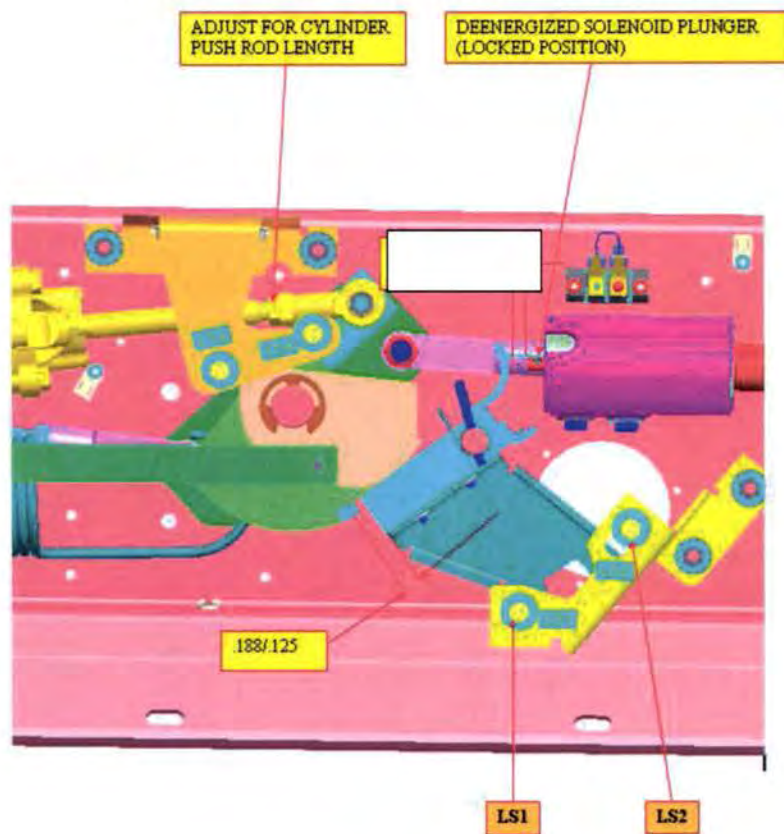 ADJUST FOR CYLINDER
PUSH ROD LENGTH
DEENERGIZED SOLENOID PLUNGER
(LOCKED POSITION)
.188/.125
LS1
LS2